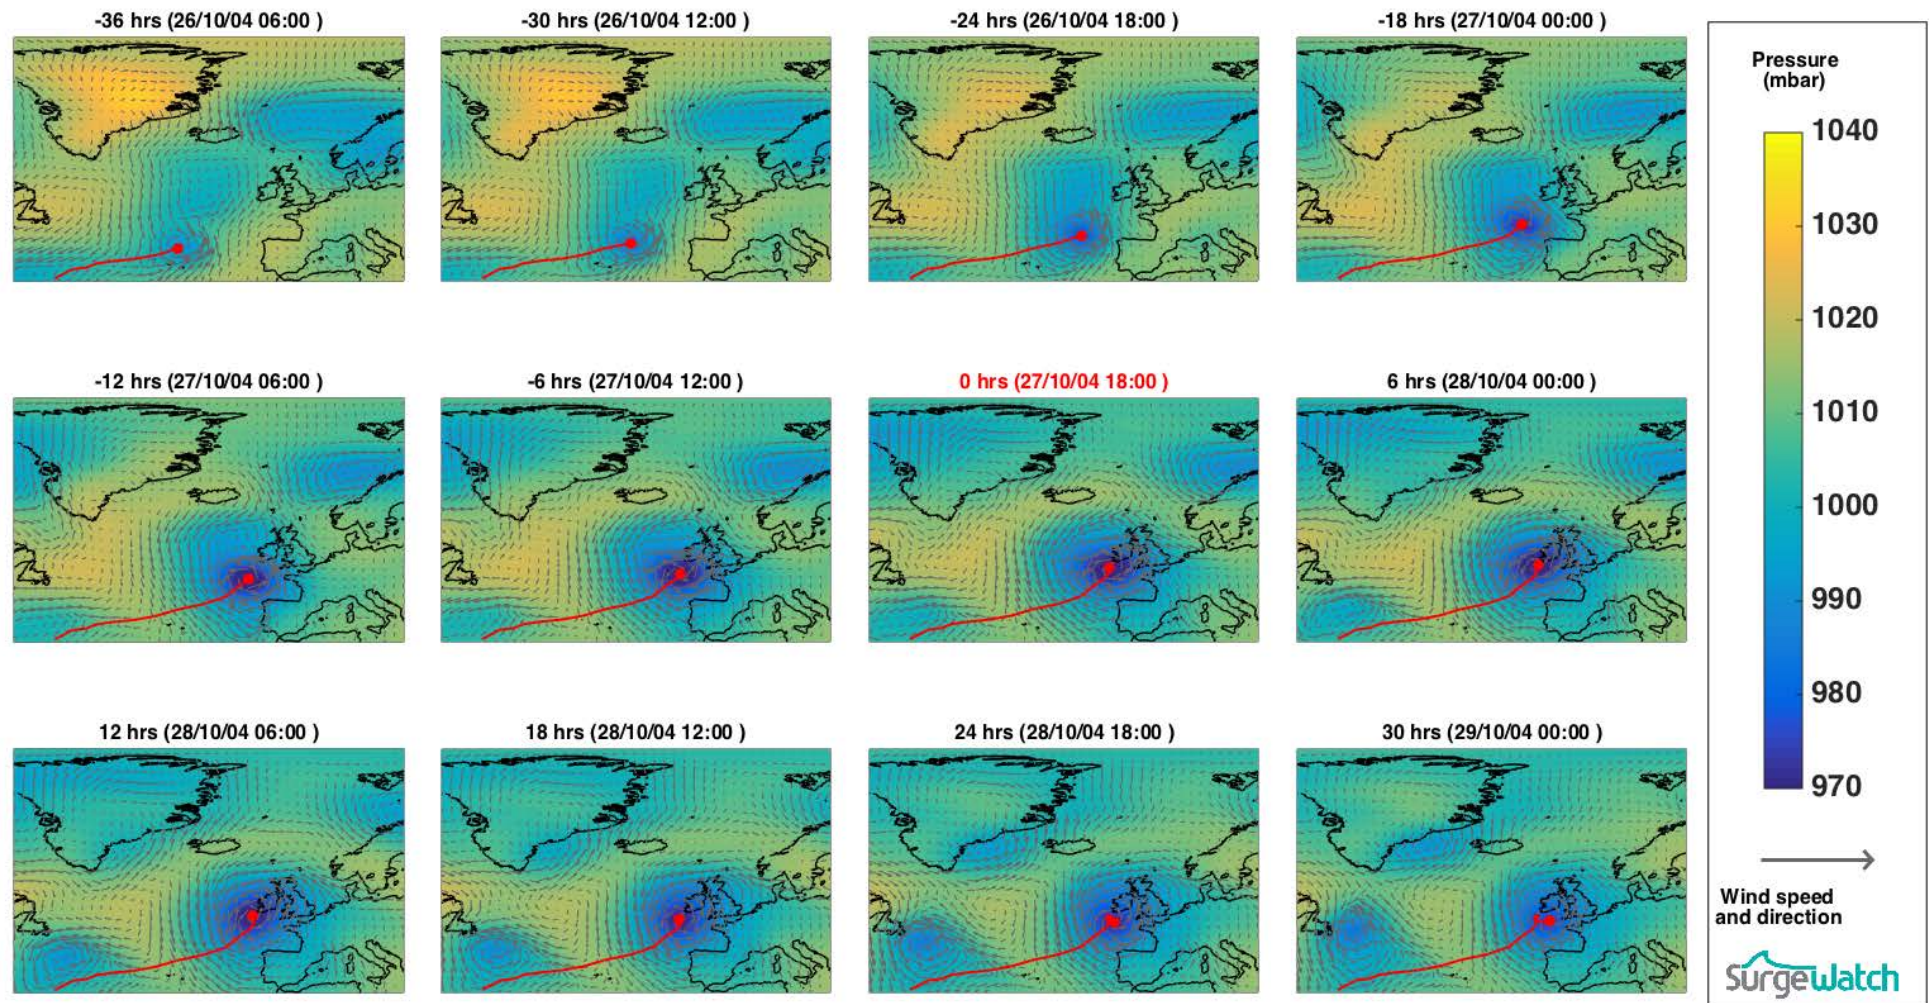 -36 hrs (26/10/04 06:00 )
-30 hrs (26/10/04 12:00 )
-24 hrs (26/10/04 18:00 )
-18 hrs (27/10/04 00:00 )
-12 hrs (27/10/04 06:00 )
-6 hrs (27/10/04 12:00 )
0 hrs (27/10/04 18:00 )
6 hrs (28/10/04 00:00 )
12 hrs (28/10/04 06:00 )
18 hrs (28/10/04 12:00 )
24 hrs (28/10/04 18:00 )
30 hrs (29/10/04 00:00 )
Pressure
(mbar)
1040
1030
1020
1010
1000
990
980
970
Wind speed
and direction
SurgeWatch